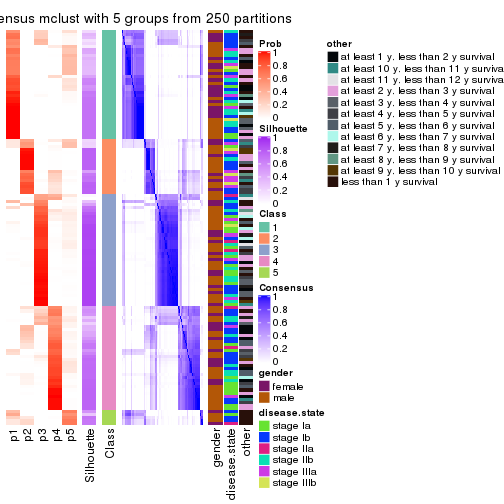 ensus mclust with 5 groups from 250 partitions
Prob
1
0.8
0.6
0.4
0.2
0
Silhouette
1
0.8
0.6
0.4
0.2
0
Class
1
2
3
4
5
Consensus
1
0.8
0.6
0.4
0.2
0
gender
female
male
disease.state
stage Ia
stage Ib
stage IIa
stage IIb
stage IIIa
stage IIIb
other
at least 1 y. less than 2 y survival
at least 10 y. less than 11 y surviva
at least 11 y. less than 12 y surviva
at least 2 y. less than 3 y survival
at least 3 y. less than 4 y survival
at least 4 y. less than 5 y survival
at least 5 y. less than 6 y survival
at least 6 y. less than 7 y survival
at least 7 y. less than 8 y survival
at least 8 y. less than 9 y survival
at least 9 y. less than 10 y survival
less than 1 y survival
p1
p2
p3
p4
p5
Silhouette
Class
gender
disease.state
other